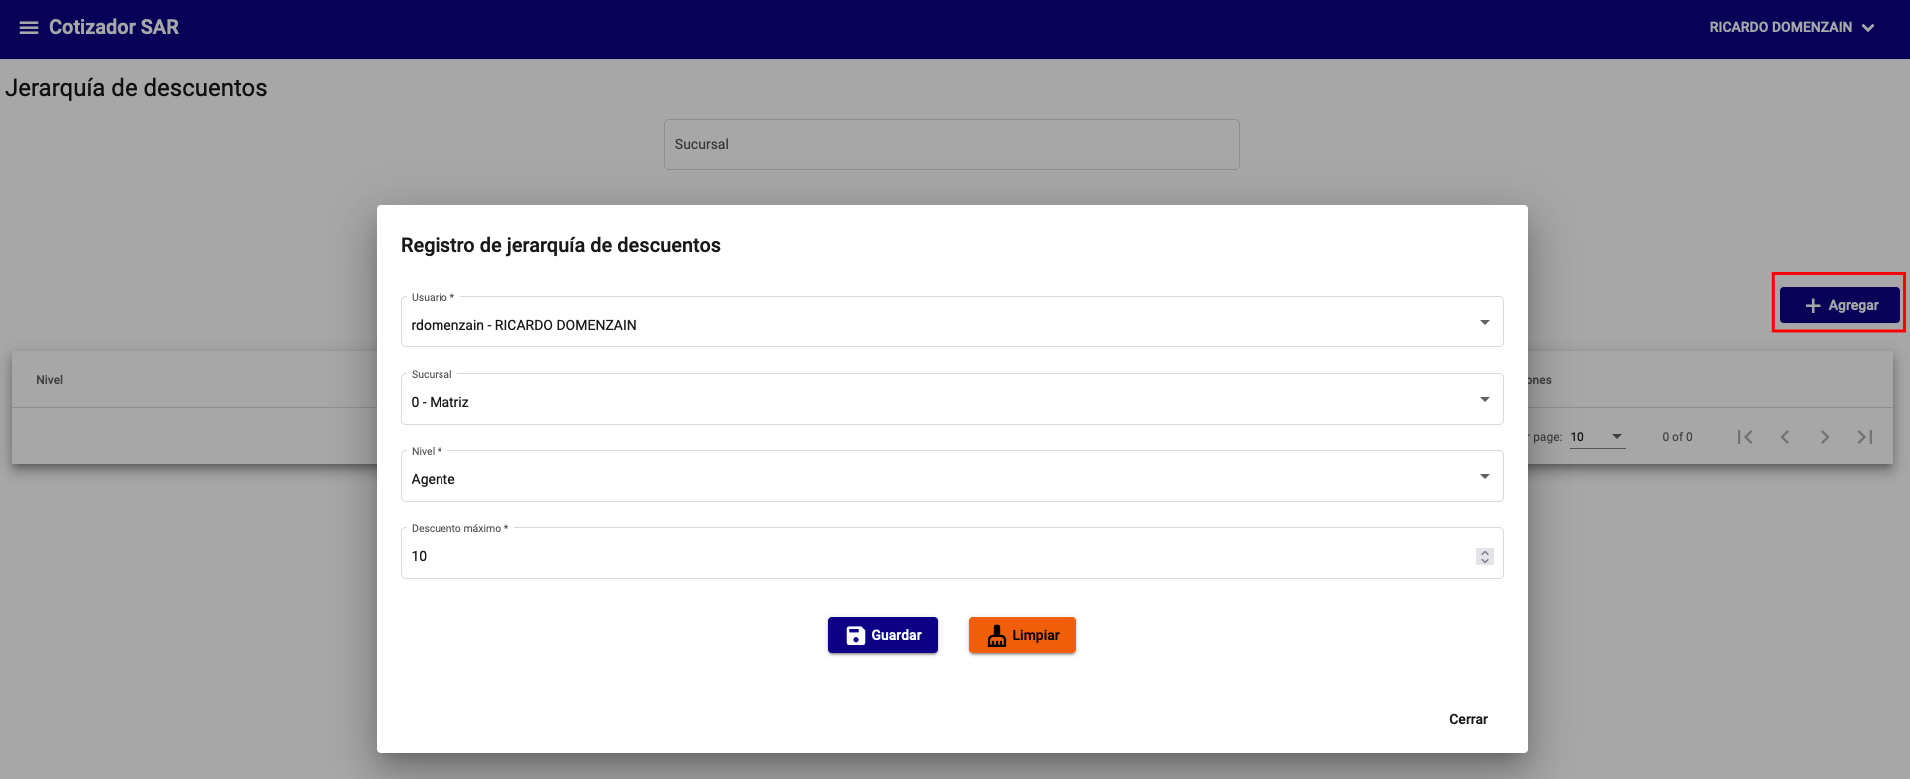 Cotizador SAR
RICARDO DOMENZAIN
Jerarquía de descuentos
Sucursal
Registro de jerarquía de descuentos
Usuario *
rdomenzain - RICARDO DOMENZAIN
Agregar
Sucursal
0 - Matriz
Nivel
Nivel *
Agente
page: 10 0 of 0
Descuento máximo *
10
Guardar
Limpiar
Cerrar